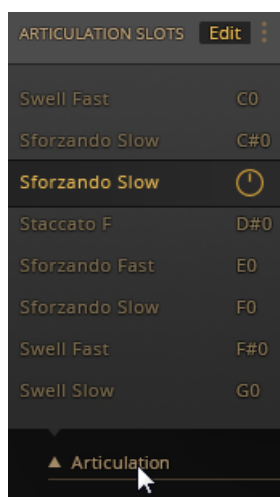 ARTICULATION SLOTS Edit
Swell Fast C0
Sforzando Slow C#0
Sforzando Slow
Staccato F D#0
Sforzando Fast E0
Sforzando Slow F0
Swell Fast F#0
Swell Slow G0
Articulation